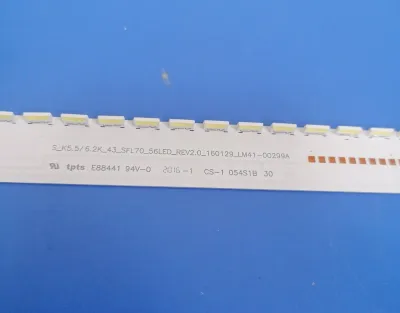 S_K5.5/6.2K_43_SFL70_56LED_REV2.0_160129_LM41-00299A
tpts E88441 94V-0 2016-1 CS-1 05451B 30